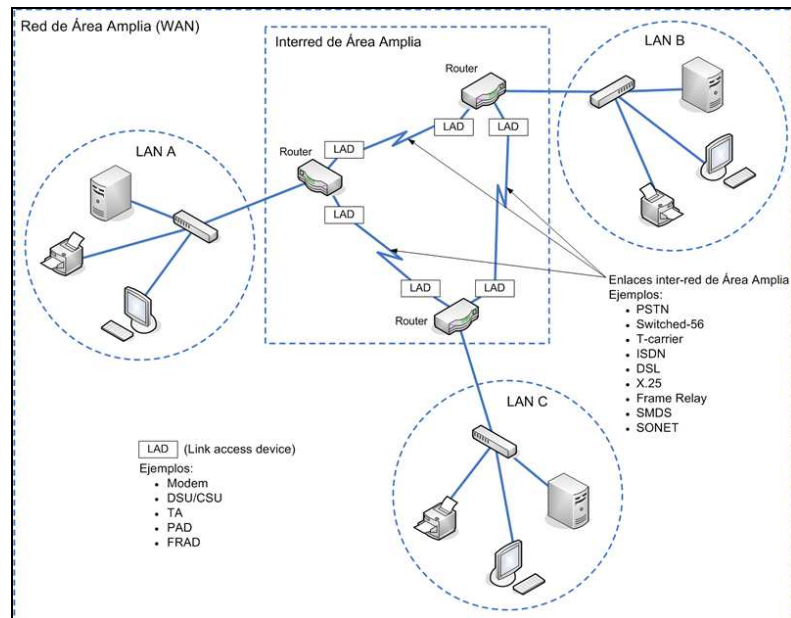 Red de Área Amplia (WAN)
Interred de Área Amplia
LAN B
Router
LAD
LAD
LAN A
Router
LAD
LAD
LAD
LAD
Router
Enlaces inter-red de Área Amplia
Ejemplos:
• PSTN
• Switched-56
• T-carrier
• ISDN
• DSL
• X.25
• Frame Relay
• SMDS
• SONET
LAN C
LAD (Link access device)
Ejemplos:
• Modem
• DSU/CSU
• TA
• PAD
• FRAD